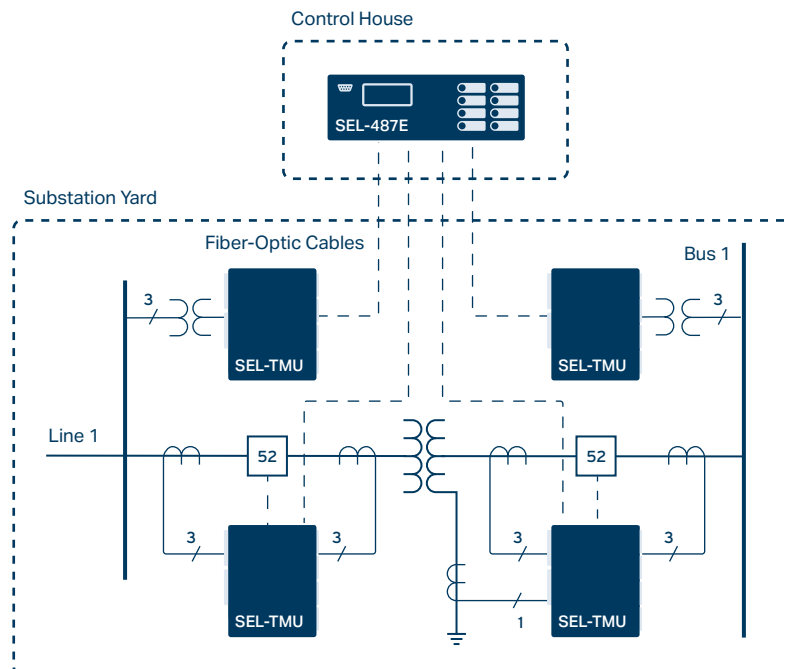 Control House
SEL-487E
Substation Yard
Fiber-Optic Cables
Bus 1
3
3
SEL-TMU
SEL-TMU
Line 1
52
52
3
3
3
3
SEL-TMU
1
SEL-TMU